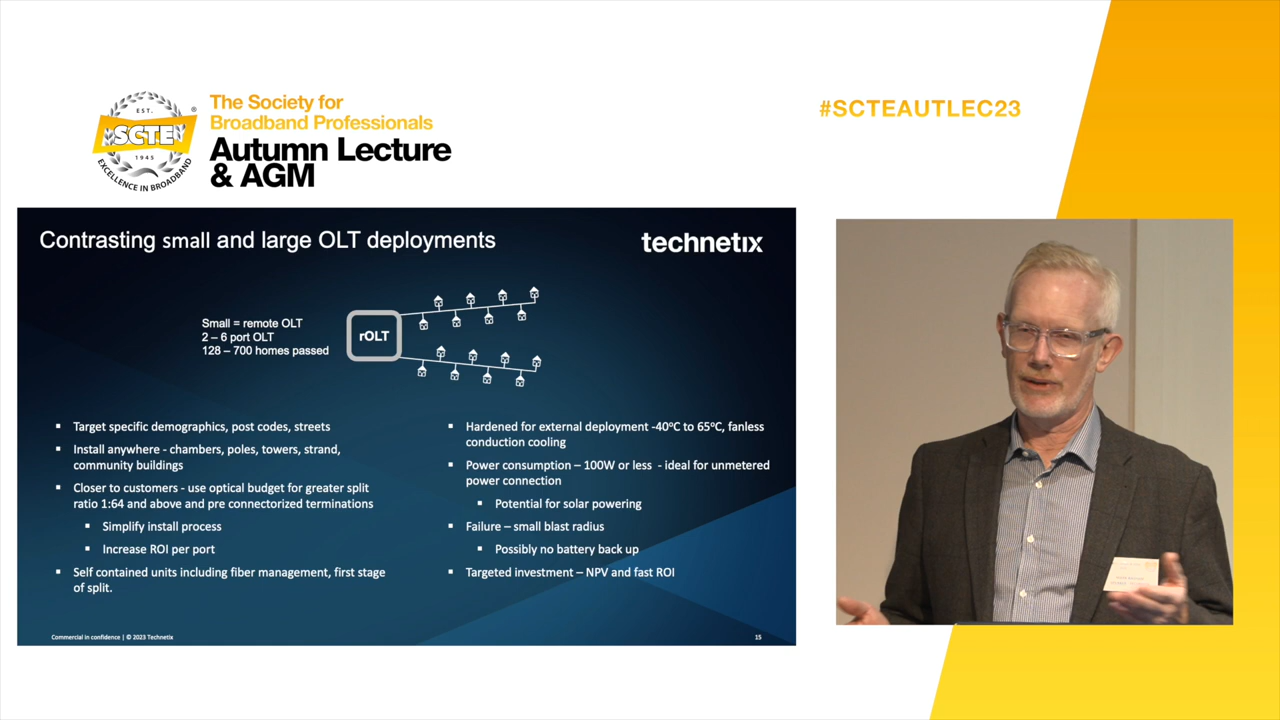 The Society for
Broadband Professionals
Autumn Lecture
& AGM
EST.
SCTE
®
1945
EXCELLENCE IN BROADBAND
#SCTEAUTLEC23
Contrasting small and large OLT deployments
technetix
Small = remote OLT
2 – 6 port OLT
128 – 700 homes passed
rOLT
▪ Target specific demographics, post codes, streets
▪ Install anywhere - chambers, poles, towers, strand,
community buildings
▪ Closer to customers - use optical budget for greater split
ratio 1:64 and above and pre connectorized terminations
▪ Simplify install process
▪ Increase ROI per port
▪ Self contained units including fiber management, first stage
of split.
▪ Hardened for external deployment -40°C to 65°C, fanless
conduction cooling
▪ Power consumption – 100W or less - ideal for unmetered
power connection
▪ Potential for solar powering
▪ Failure – small blast radius
▪ Possibly no battery back up
▪ Targeted investment – NPV and fast ROI
Commercial in confidence | © 2023 Technetix
15